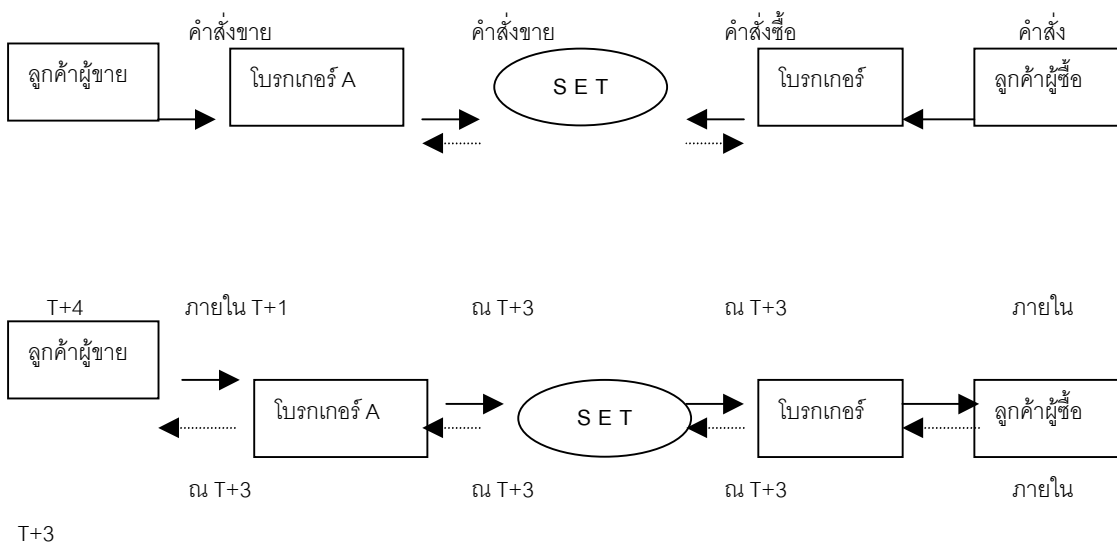 คำสั่งขาย คำสั่งขาย คำสั่งซื้อ คำสั่ง
ลูกค้าผู้ขาย โบรกเกอร์ A S E T โบรกเกอร์ ลูกค้าผู้ซื้อ
T+4 ภายใน T+1 ณ T+3 ณ T+3 ภายใน
ลูกค้าผู้ขาย
โบรกเกอร์ A S E T โบรกเกอร์ ลูกค้าผู้ซื้อ
ณ T+3 ณ T+3 ณ T+3 ภายใน
T+3